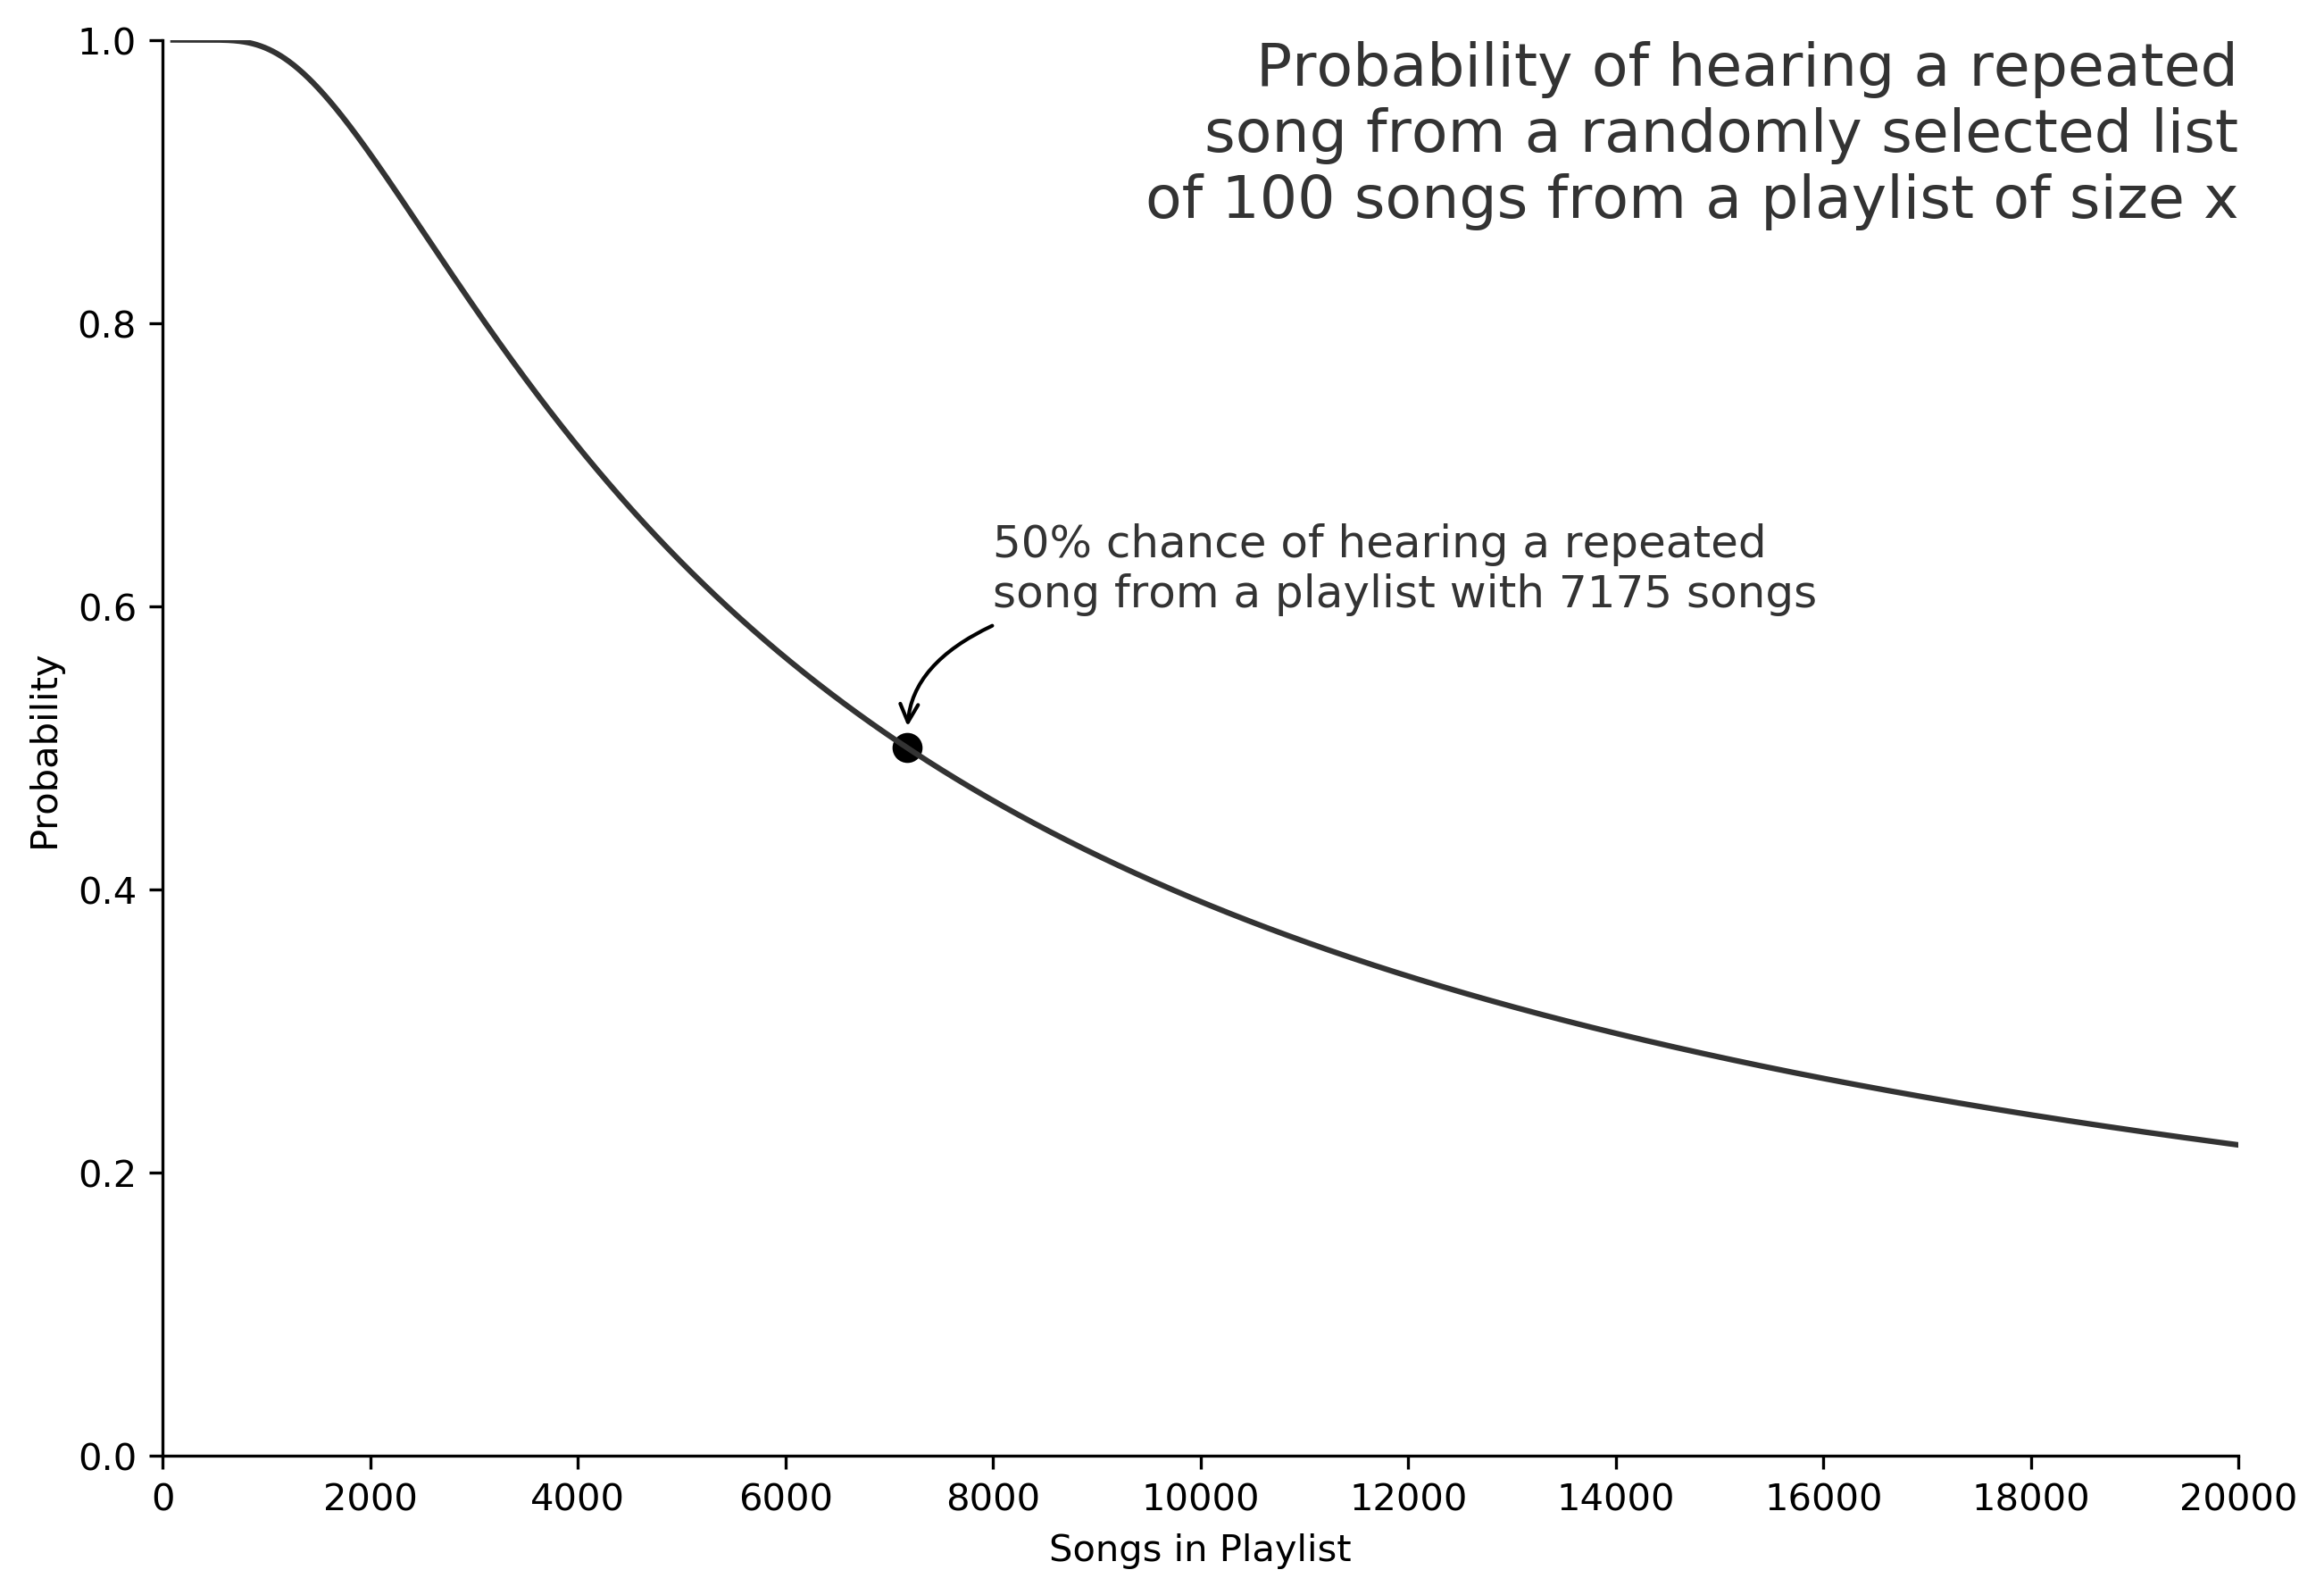 Probability of hearing a repeated
song from a randomly selected list
of 100 songs from a playlist of size x
50% chance of hearing a repeated
song from a playlist with 7175 songs
Probability
1.0
0.8
0.6
0.4
0.2
0.0
0 2000 4000 6000 8000 10000 12000 14000 16000 18000 20000
Songs in Playlist